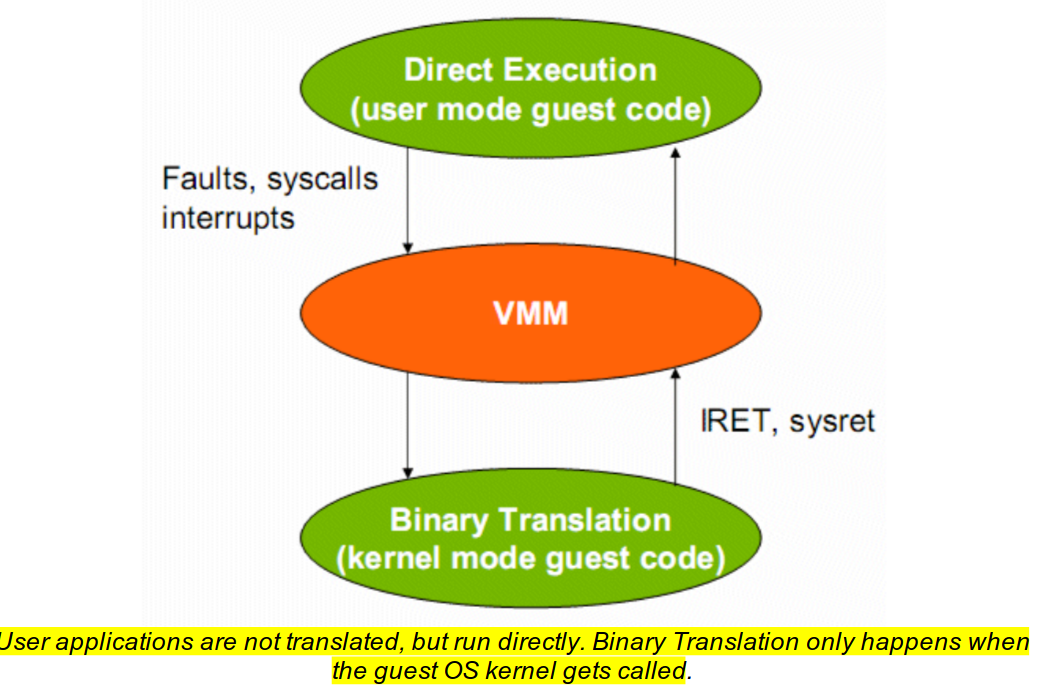 Direct Execution
(user mode guest code)
Faults, syscalls
interrupts
VMM
IRET, sysret
Binary Translation
(kernel mode guest code)
User applications are not translated, but run directly. Binary Translation only happens when
the guest OS kernel gets called.